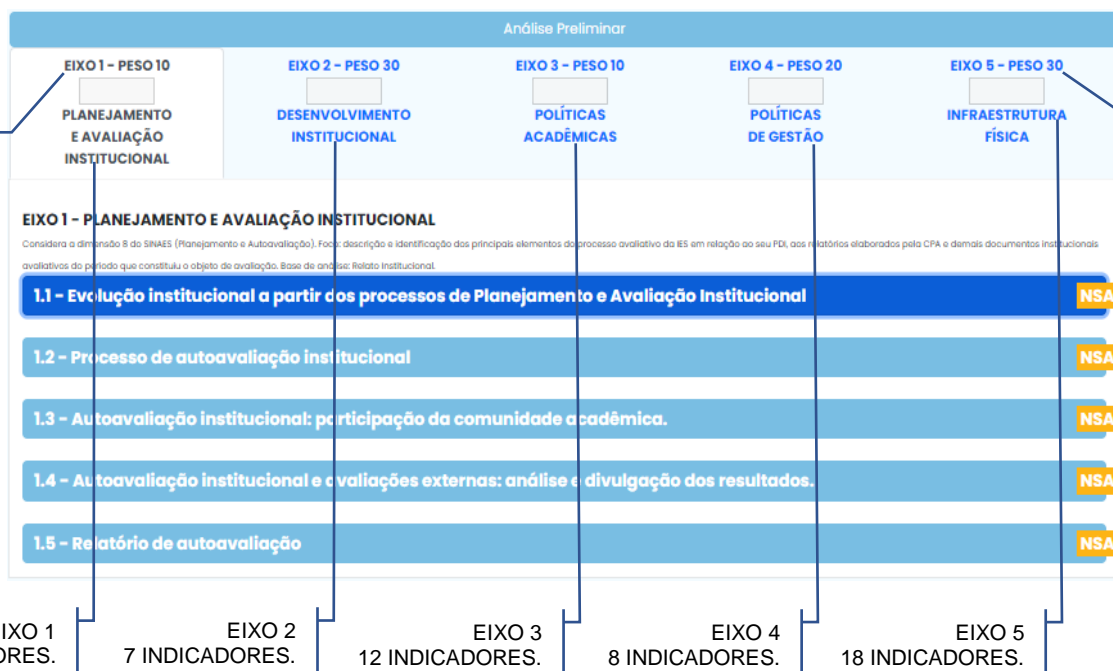 Análise Preliminar
EIXO 1 - PESO 10
PLANEJAMENTO
E AVALIAÇÃO
INSTITUCIONAL
EIXO 2 - PESO 30
DESENVOLVIMENTO
INSTITUCIONAL
EIXO 3 - PESO 10
POLÍTICAS
ACADÊMICAS
EIXO 4 - PESO 20
POLÍTICAS
DE GESTÃO
EIXO 5 - PESO 30
INFRAESTRUTURA
FÍSICA
EIXO 1 - PLANEJAMENTO E AVALIAÇÃO INSTITUCIONAL
Considera a dimensão 8 do SINAES (Planejamento e Autoavaliação). Foco: descrição e identificação dos principais elementos do processo avaliativo da IES em relação ao seu PDI, aos relatórios elaborados pela CPA e demais documentos institucionais
avaliativos do período que constituiu o objeto de avaliação. Base de análise: Relato Institucional.
1.1 - Evolução institucional a partir dos processos de Planejamento e Avaliação Institucional NSA
1.2 - Processo de autoavaliação institucional NSA
1.3 - Autoavaliação institucional: participação da comunidade acadêmica. NSA
1.4 - Autoavaliação institucional e avaliações externas: análise e divulgação dos resultados. NSA
1.5 - Relatório de autoavaliação NSA
IXO 1
ORES.
EIXO 2
7 INDICADORES.
EIXO 3
12 INDICADORES.
EIXO 4
8 INDICADORES.
EIXO 5
18 INDICADORES.